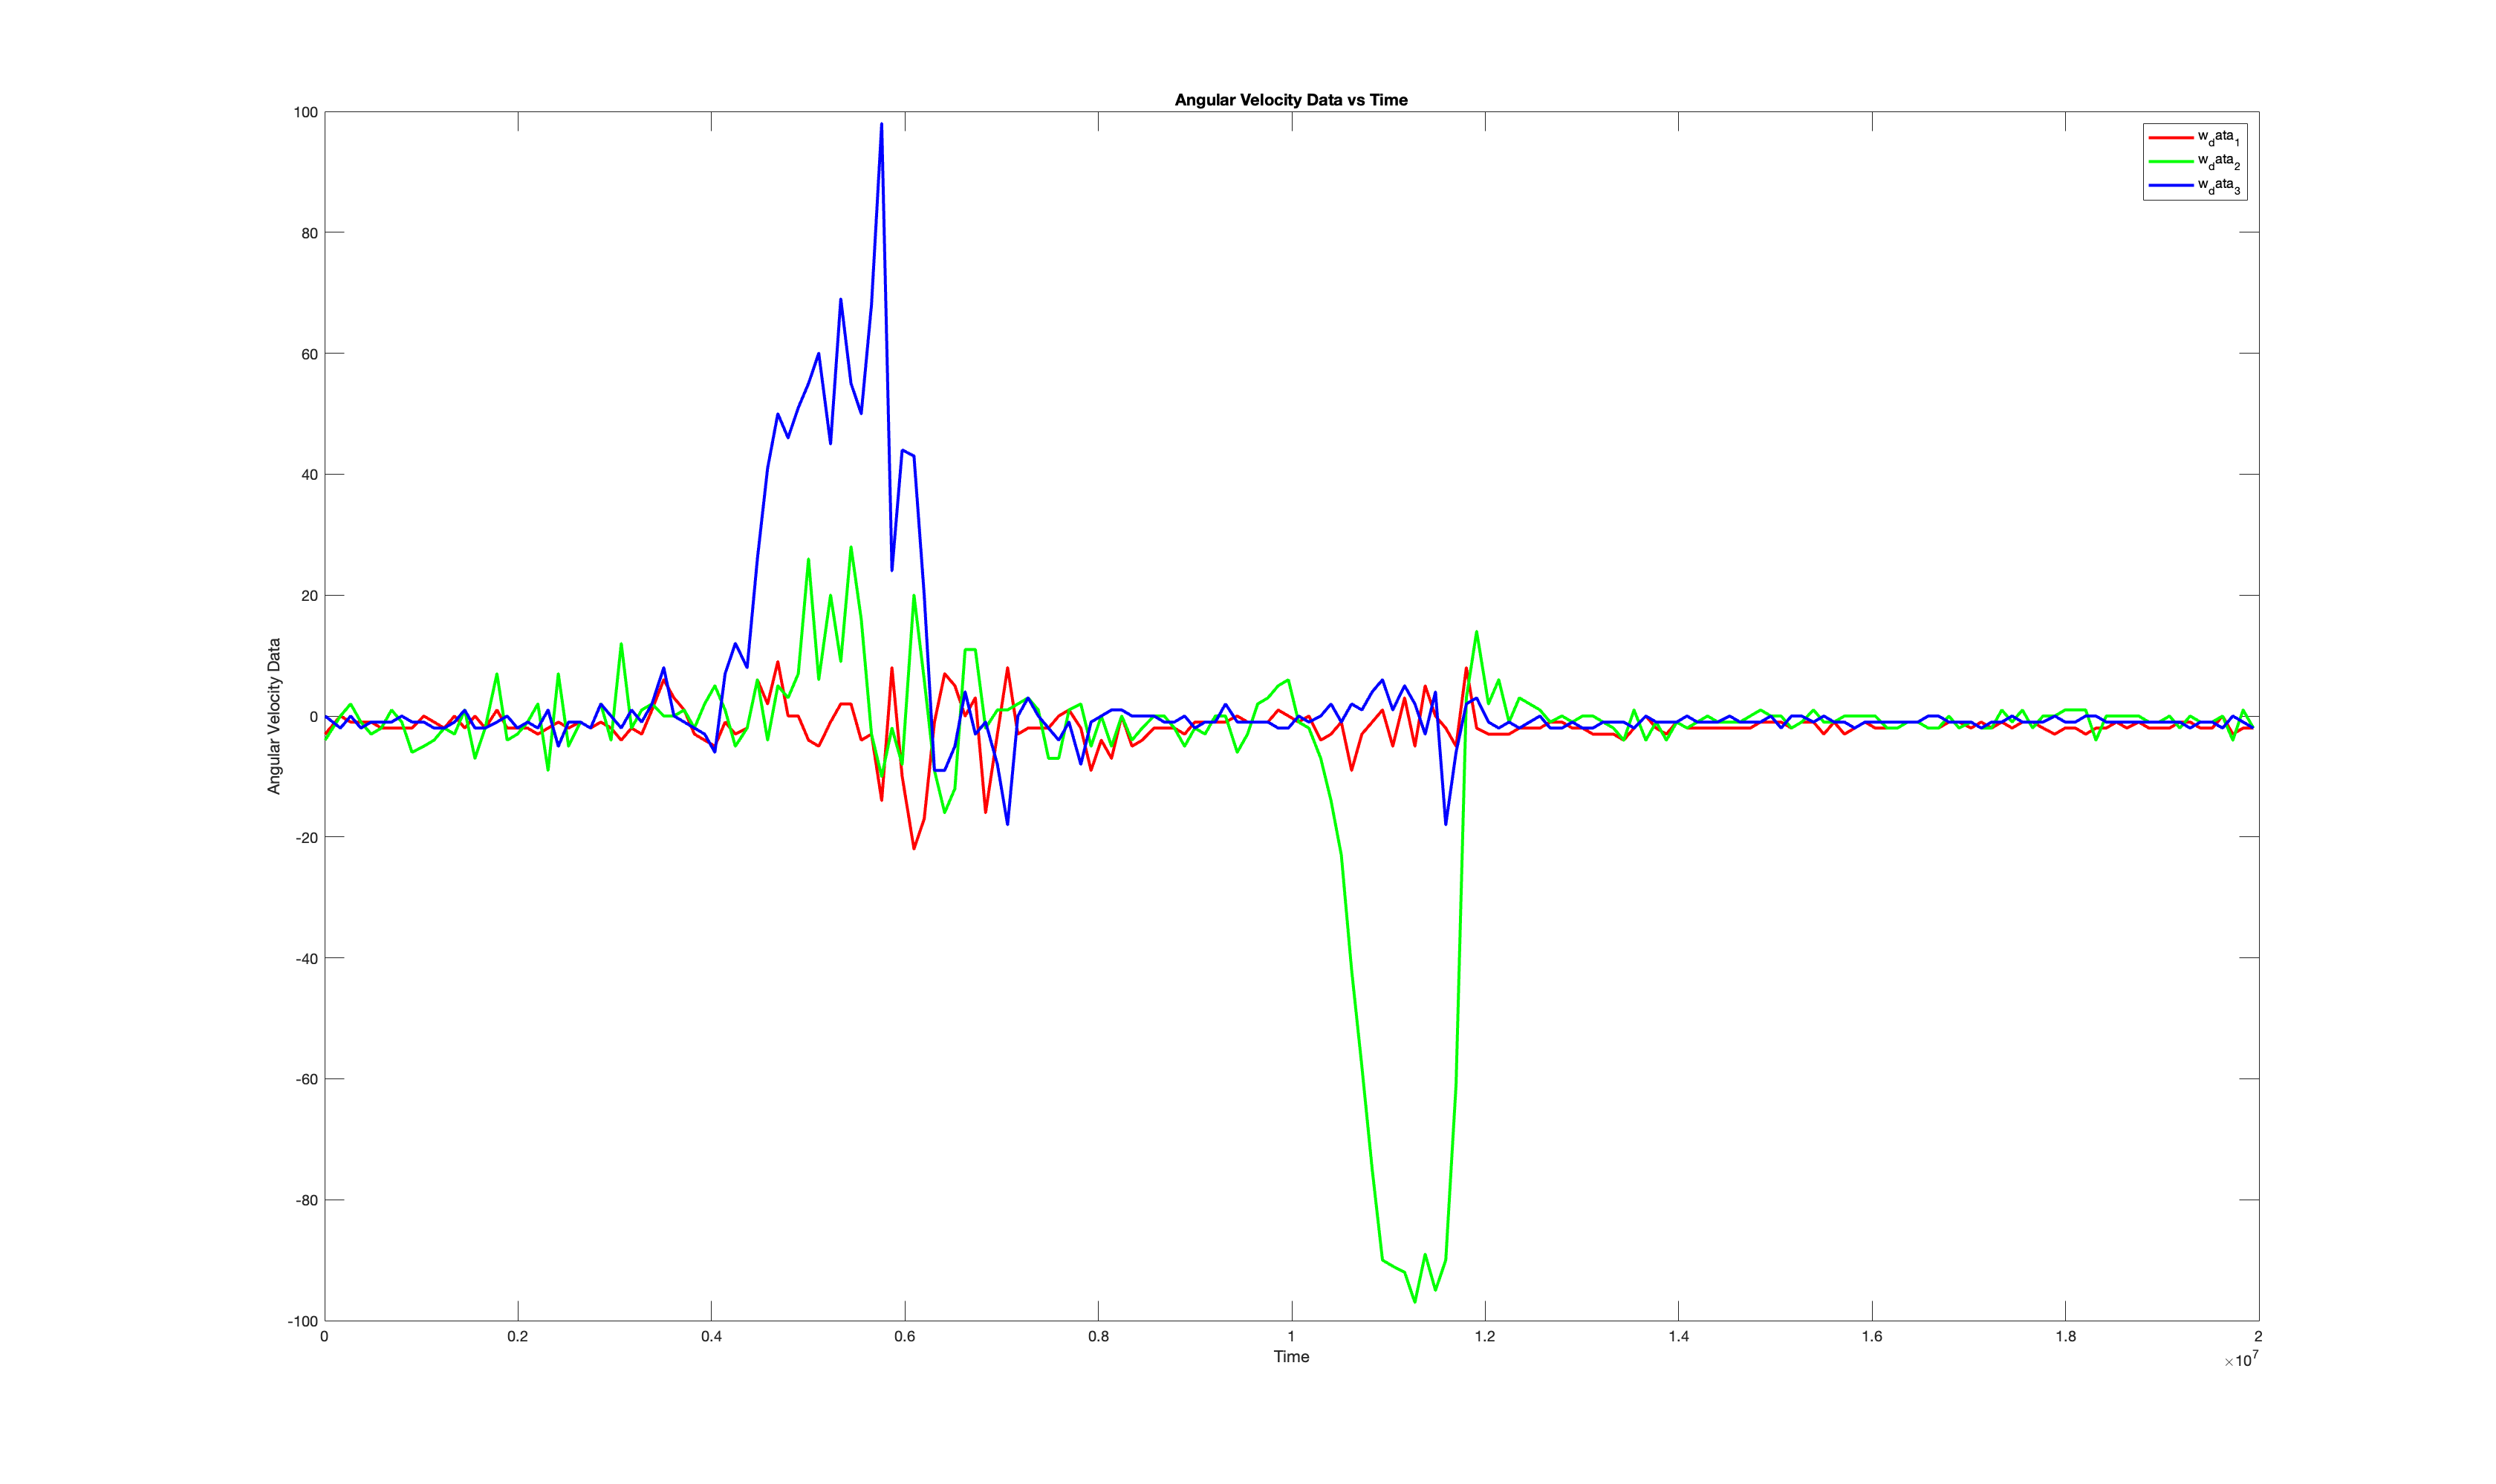 Angular Velocity Data vs Time
w_data_1
w_data_2
w_data_3
100
80
60
40
20
0
-20
-40
-60
-80
-100
Angular Velocity Data
0 0.2 0.4 0.6 0.8 1 1.2 1.4 1.6 1.8 2
Time
×10^7